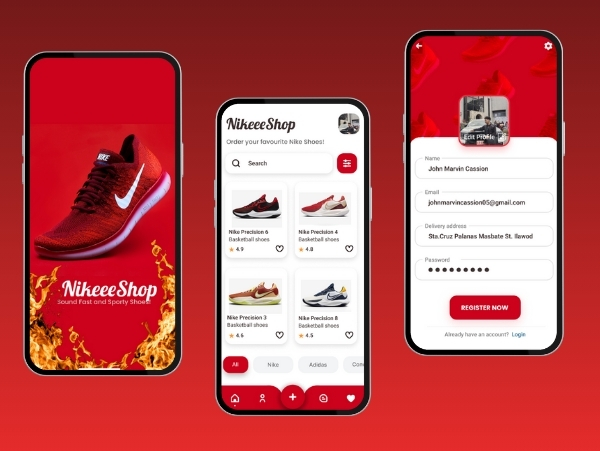 NIKE
NikeeeShop
Sound Fast and Sporty Shoes!
NikeeeShop
Order your favourite Nike Shoes!
Search
Nike Precision 6
Basketball shoes
4.9
Nike Precision 4
Basketball shoes
4.8
Nike Precision 3
Basketball shoes
4.6
Nike Precision 8
Basketball shoes
4.5
All
Nike
Adidas
Con
Edit Profile
Name
John Marvin Cassion
Email
johnmarvincassion05@gmail.com
Delivery address
Sta.Cruz Palanas Masbate St. Ilawod
Password
REGISTER NOW
Already have an account? Login